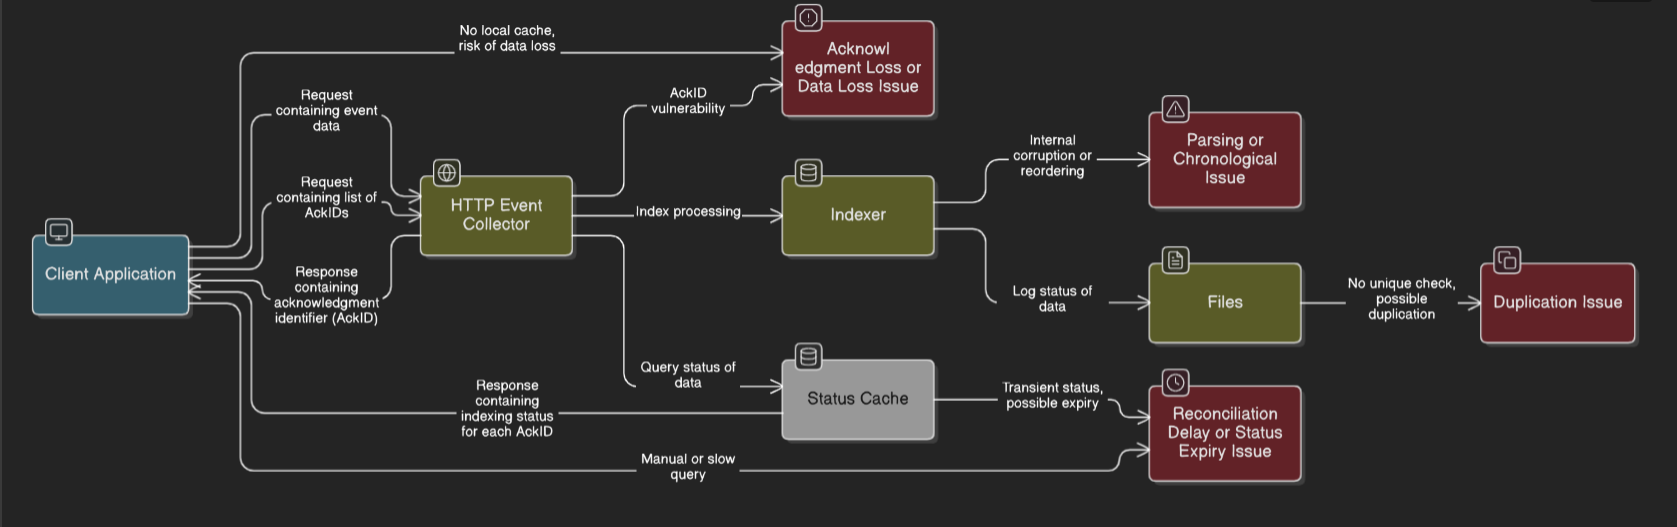 No local cache,
risk of data loss
Acknowl
edgment Loss or
Data Loss Issue
Request
containing event
data
AckID
vulnerability
Internal
corruption or
reordering
Parsing or
Chronological
Issue
Request
containing list of
AckIDs
HTTP Event
Collector
Index processing
Indexer
Client Application
Response
containing
acknowledgment
identifier (AckID)
Log status of
data
Files
No unique check,
possible
duplication
Duplication Issue
Query status of
data
Status Cache
Transient status,
possible expiry
Response
containing
indexing status
for each AckID
Reconciliation
Delay or Status
Expiry Issue
Manual or slow
query